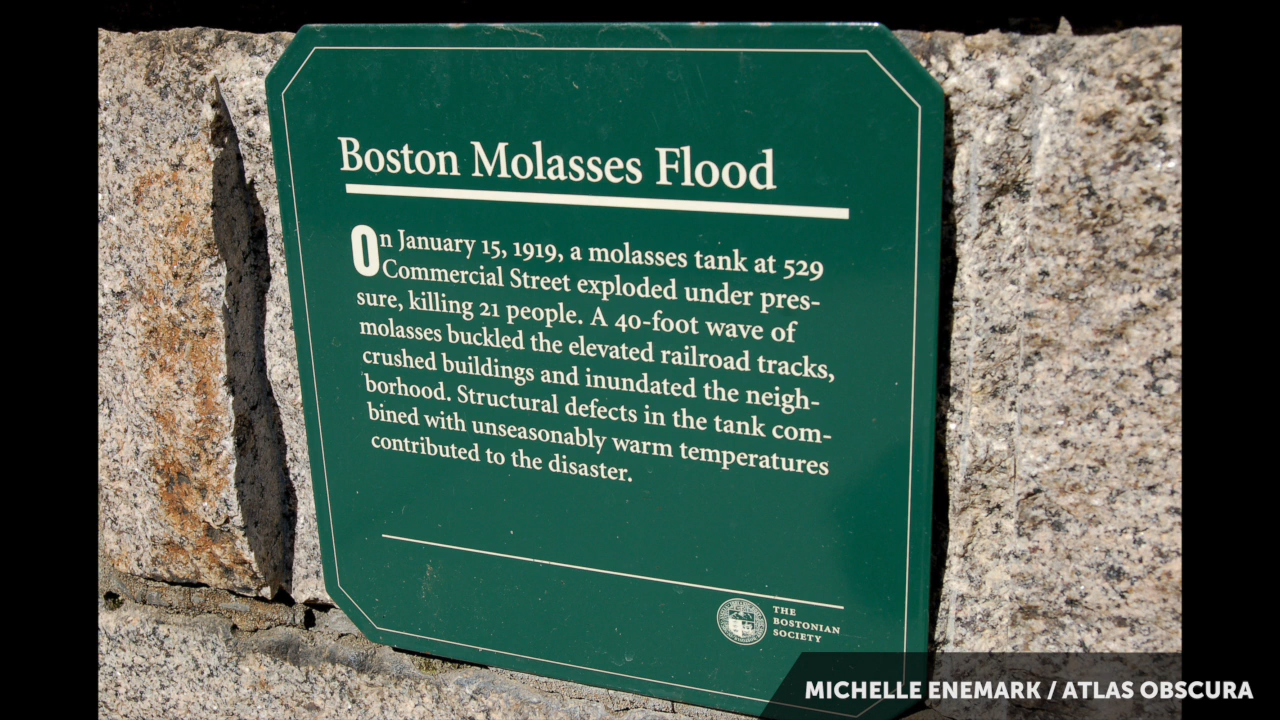 Boston Molasses Flood
On January 15, 1919, a molasses tank at 529
Commercial Street exploded under pres-
sure, killing 21 people. A 40-foot wave of
molasses buckled the elevated railroad tracks,
crushed buildings and inundated the neigh-
borhood. Structural defects in the tank com-
bined with unseasonably warm temperatures
contributed to the disaster.
THE
BOSTONIAN
SOCIETY
MICHELLE ENEMARK / ATLAS OBSCURA